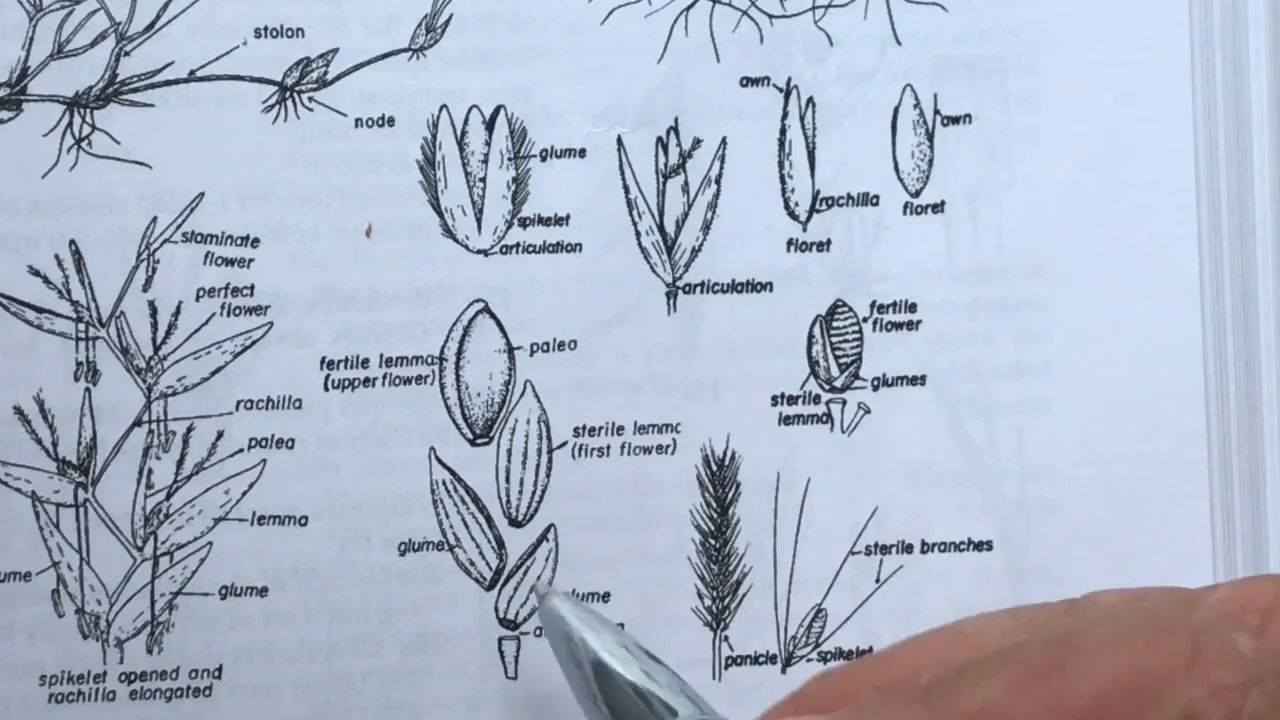 stolon
node
awn
awn
glume
rachilla
floret
spikelet
floret
articulation
staminate
flower
articulation
perfect
flower
fertile
flower
paleo
fertile lemma
(upper flower)
glumes
sterile
lemma
rachilla
sterile lemma
(first flower)
palea
lemma
glume
sterile branches
glume
panicle
spikelet
spikelet opened and
rachilla elongated